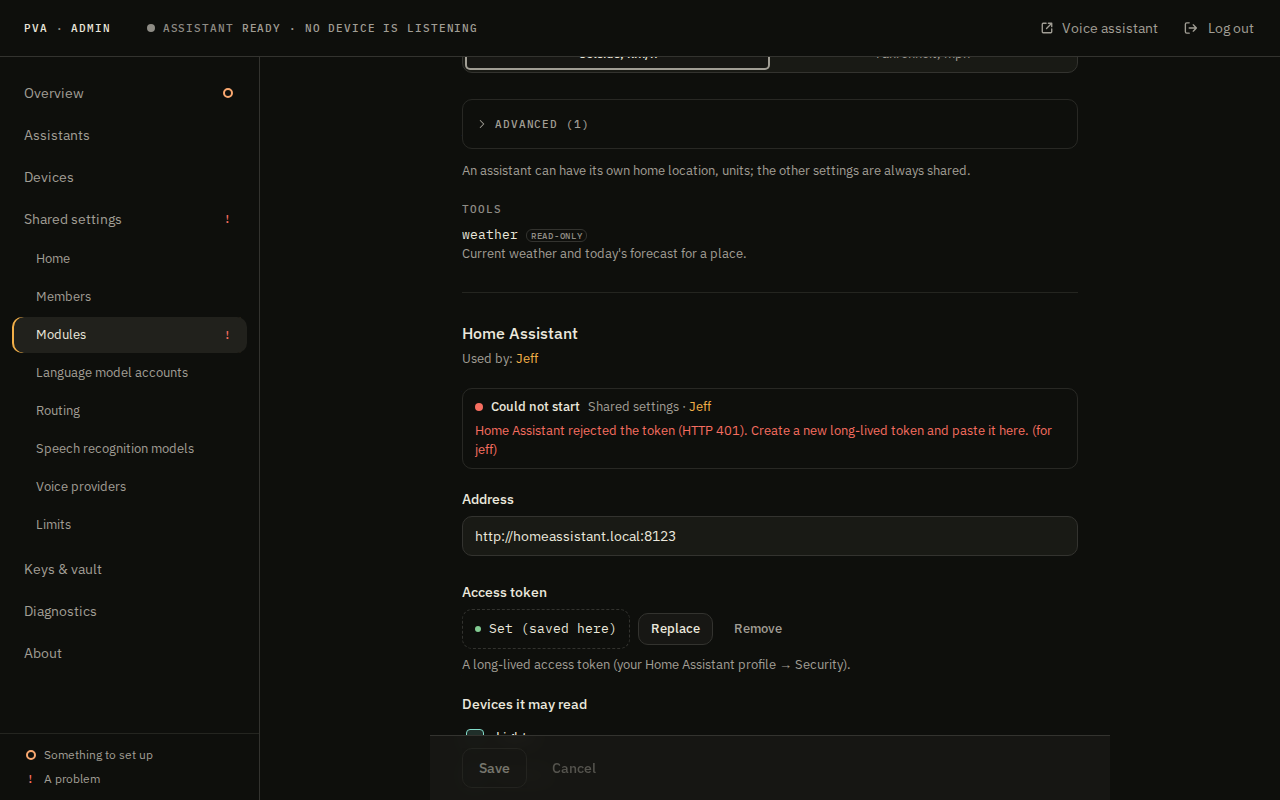 PVA · ADMIN
ASSISTANT READY · NO DEVICE IS LISTENING
Voice assistant
Log out
Overview
Assistants
Devices
Shared settings !
Home
Members
Modules !
Language model accounts
Routing
Speech recognition models
Voice providers
Limits
Keys & vault
Diagnostics
About
Something to set up
! A problem
ADVANCED (1)
An assistant can have its own home location, units; the other settings are always shared.
TOOLS
weather READ-ONLY
Current weather and today's forecast for a place.
Home Assistant
Used by: Jeff
Could not start Shared settings · Jeff
Home Assistant rejected the token (HTTP 401). Create a new long-lived token and paste it here. (for
jeff)
Address
http://homeassistant.local:8123
Access token
Set (saved here) Replace Remove
A long-lived access token (your Home Assistant profile → Security).
Devices it may read
Save Cancel